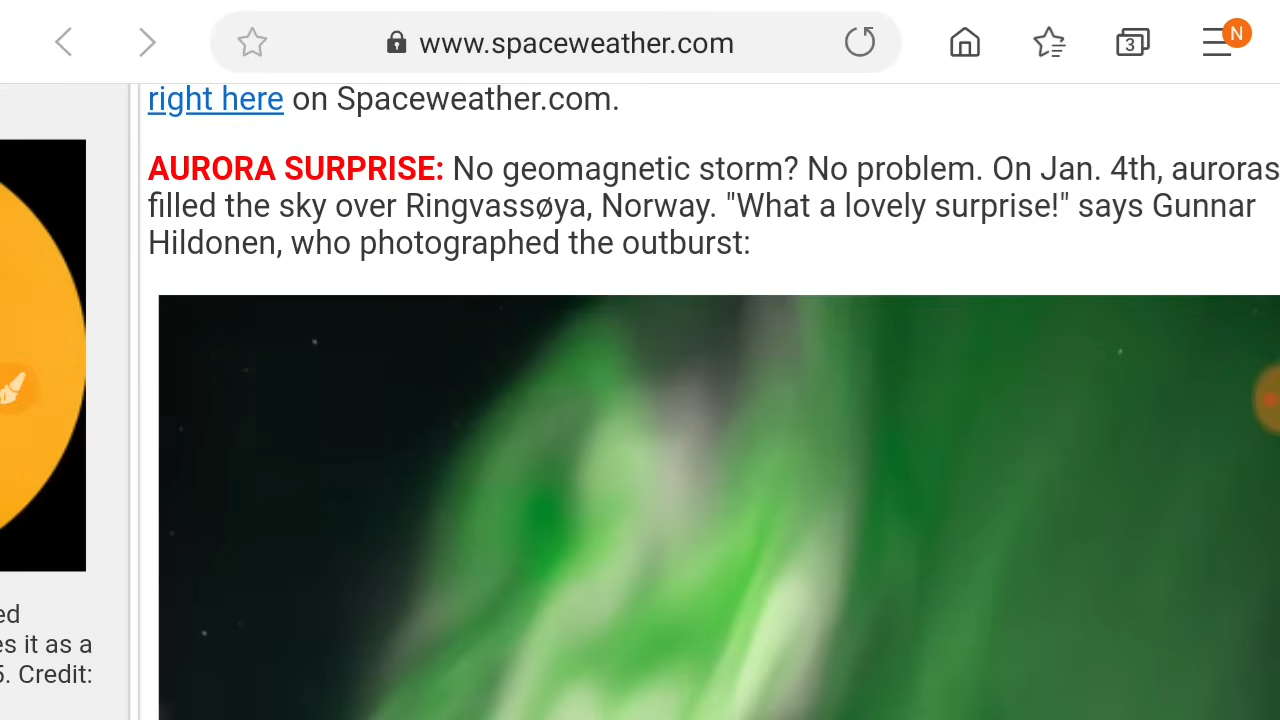 www.spaceweather.com
3
N
right here on Spaceweather.com.
AURORA SURPRISE: No geomagnetic storm? No problem. On Jan. 4th, auroras
filled the sky over Ringvassøya, Norway. "What a lovely surprise!" says Gunnar
Hildonen, who photographed the outburst:
ed
es it as a
5. Credit: